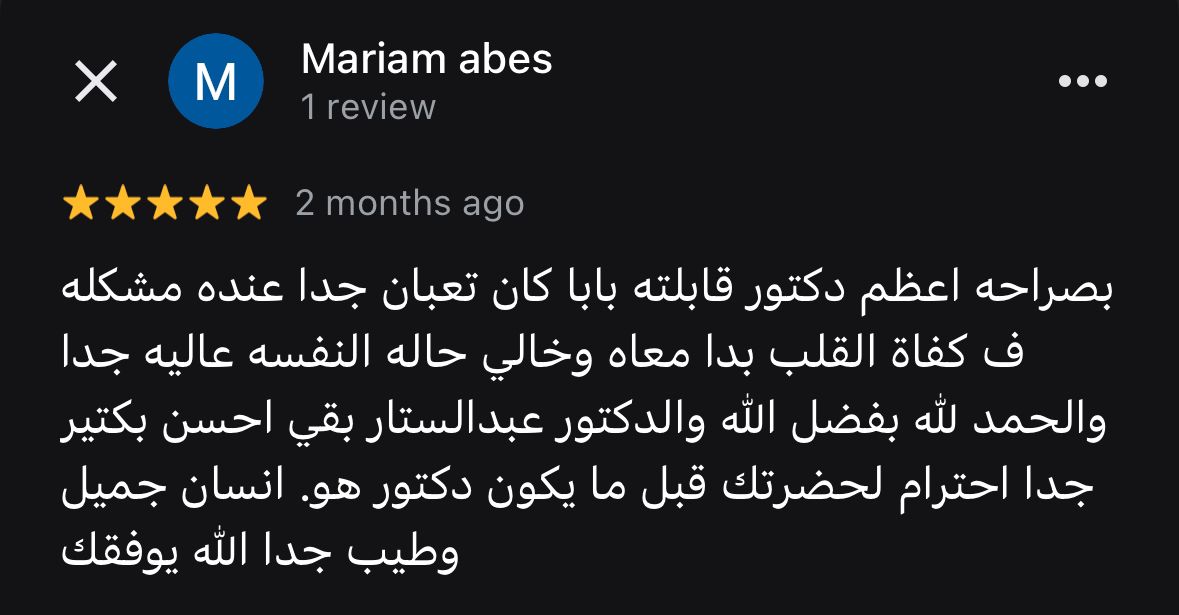 Mariam abes
1 review
M
2 months ago
بصراحه اعظم دكتور قابلته بابا كان تعبان جدا عنده مشكله
ف كفاة القلب بدا معاه وخالي حاله النفسه عاليه جدا
والحمد لله بفضل الله والدكتور عبدالستار بقي احسن بكتير
جدا احترام لحضرتك قبل ما يكون دكتور هو. انسان جميل
وطيب جدا الله يوفقك